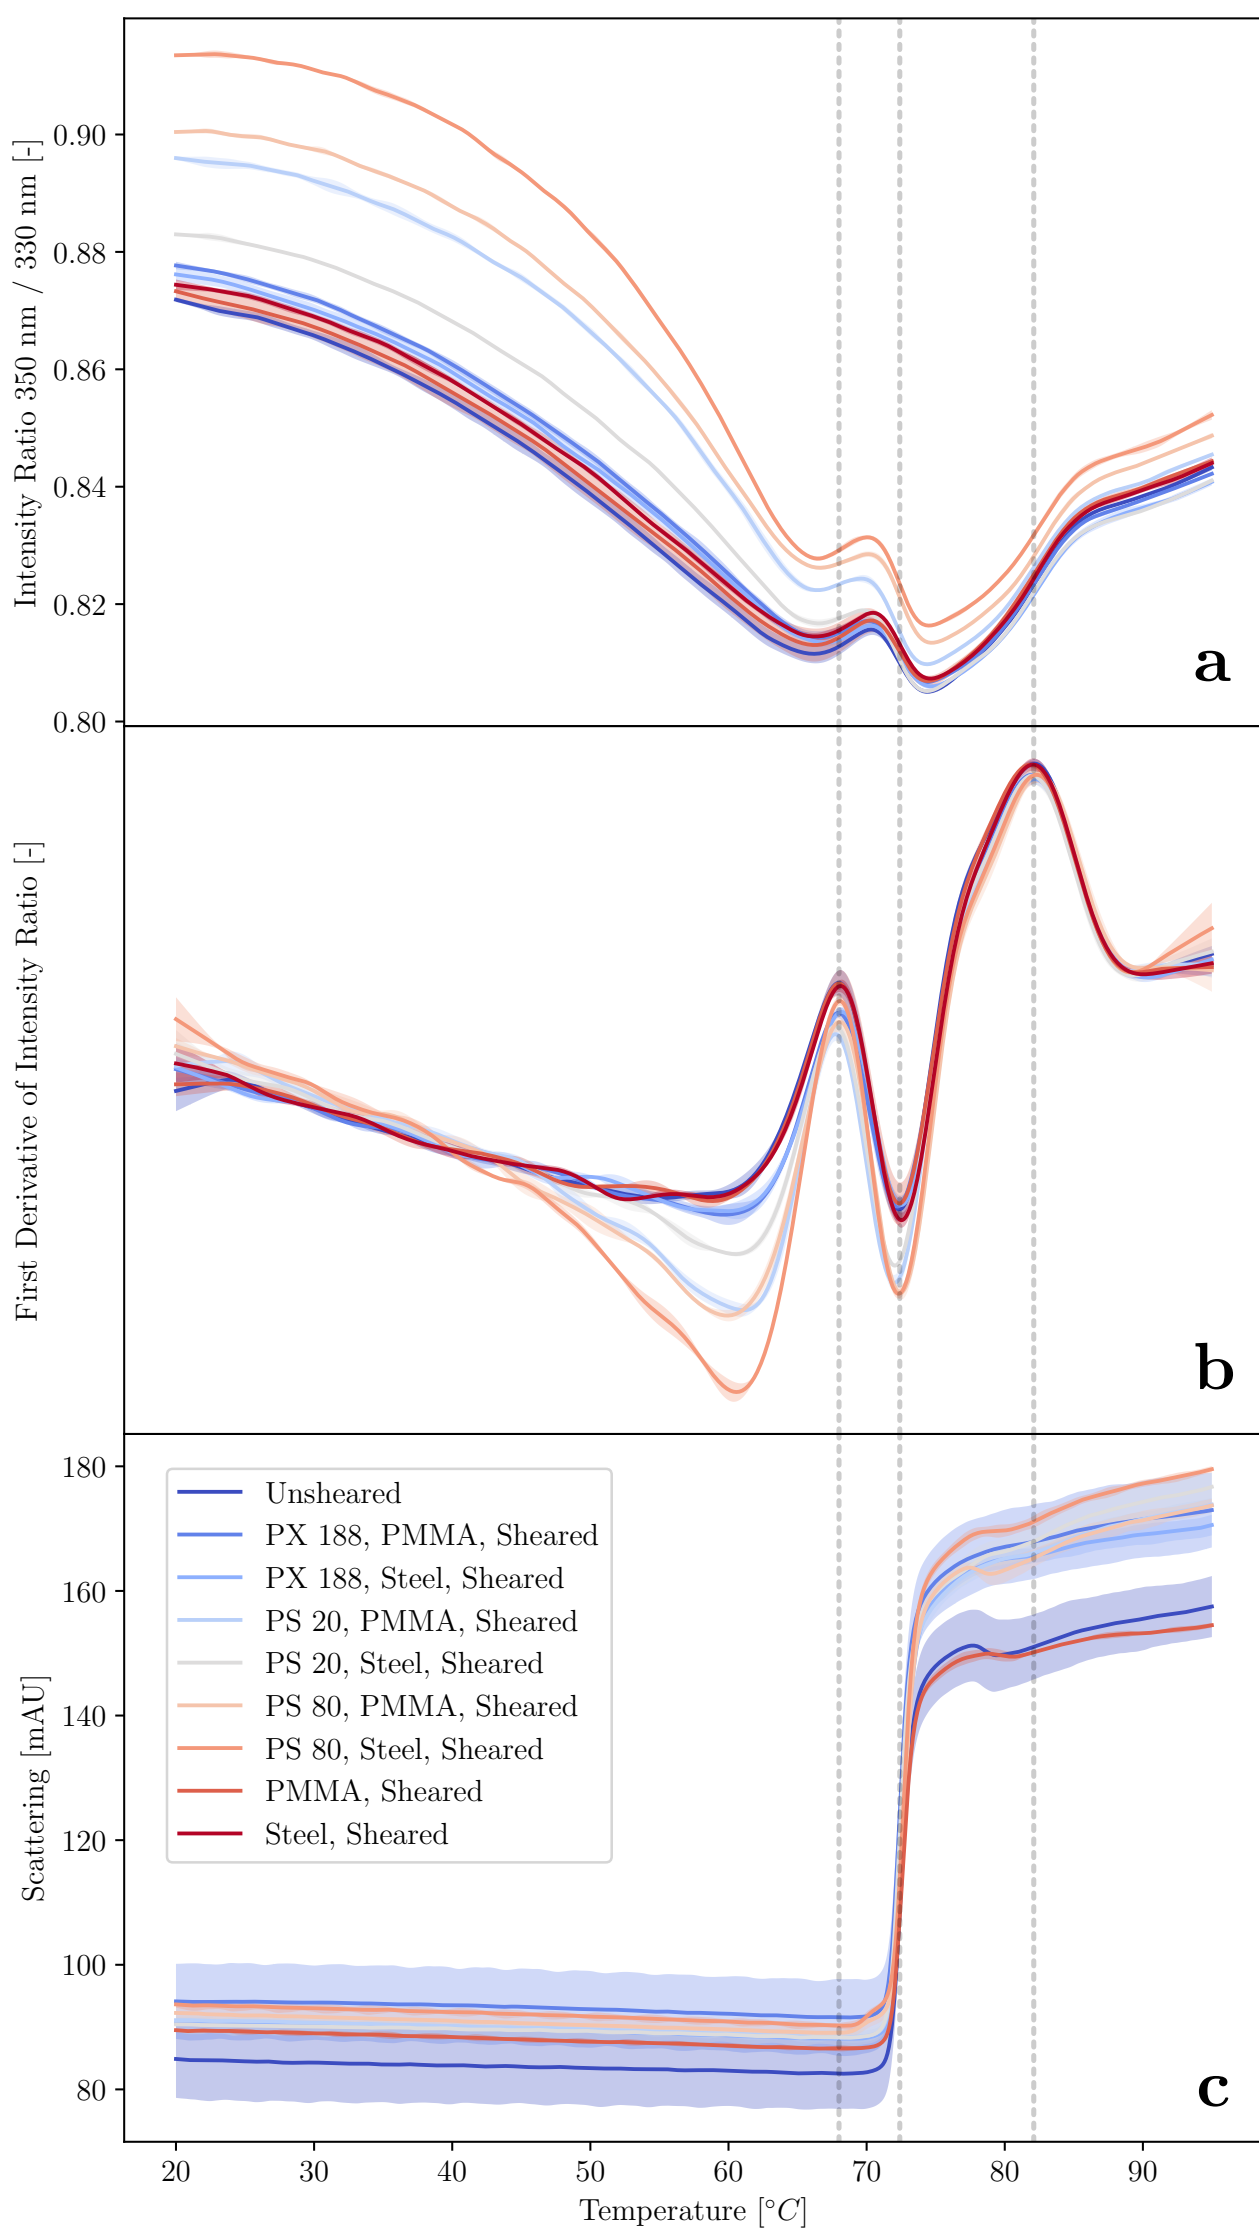 Intensity Ratio 350 nm / 330 nm [-]
0.90
0.88
0.86
0.84
0.82
0.80
a
First Derivative of Intensity Ratio [-]
b
Scattering [mAU]
180
160
140
120
100
80
Unsheared
PX 188, PMMA, Sheared
PX 188, Steel, Sheared
PS 20, PMMA, Sheared
PS 20, Steel, Sheared
PS 80, PMMA, Sheared
PS 80, Steel, Sheared
PMMA, Sheared
Steel, Sheared
c
20 30 40 50 60 70 80 90
Temperature [°C]